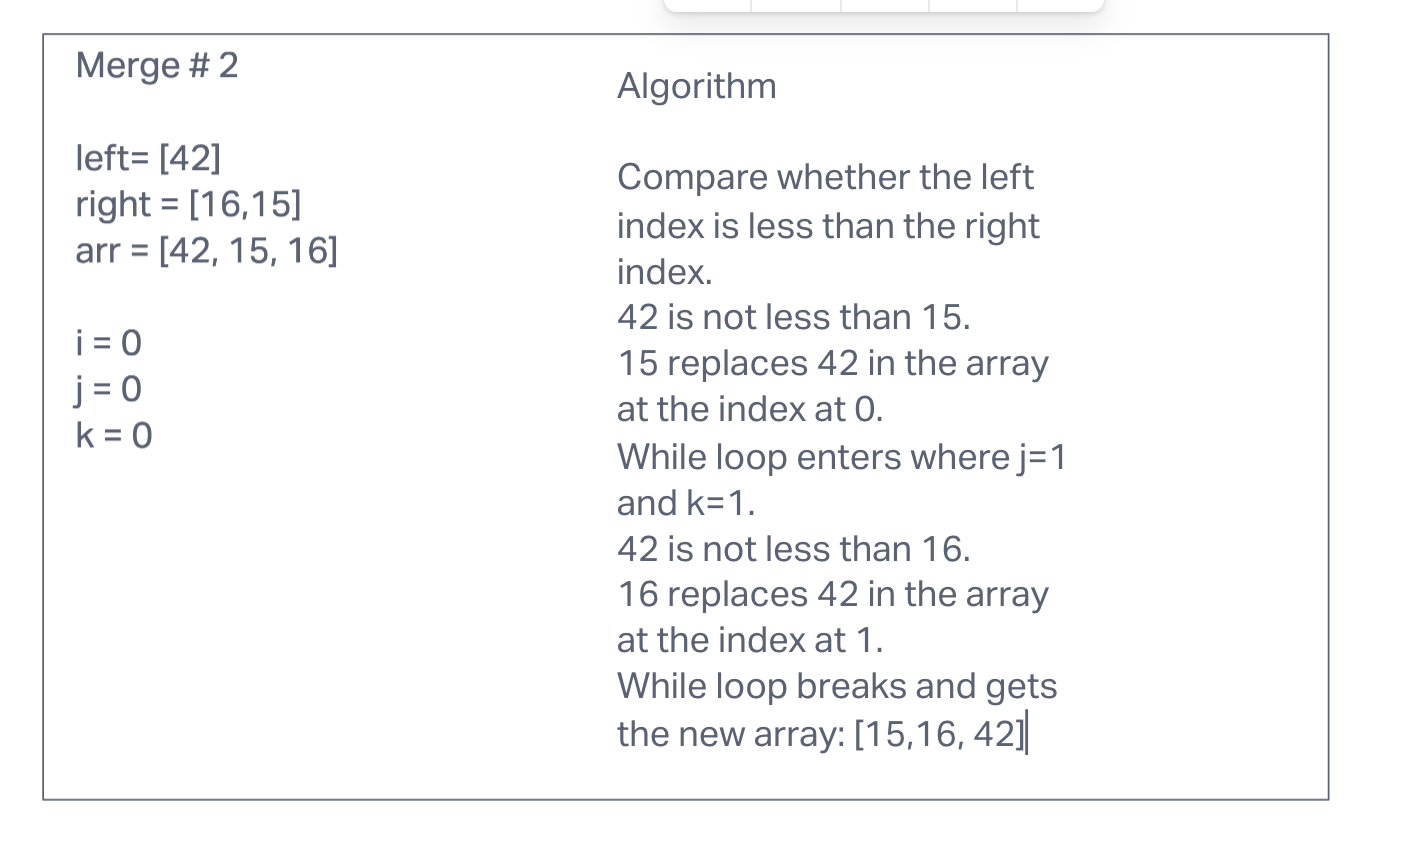 Merge # 2
left= [42]
right = [16,15]
arr = [42, 15, 16]
i = 0
j = 0
k = 0
Algorithm
Compare whether the left
index is less than the right
index.
42 is not less than 15.
15 replaces 42 in the array
at the index at 0.
While loop enters where j=1
and k=1.
42 is not less than 16.
16 replaces 42 in the array
at the index at 1.
While loop breaks and gets
the new array: [15,16, 42]